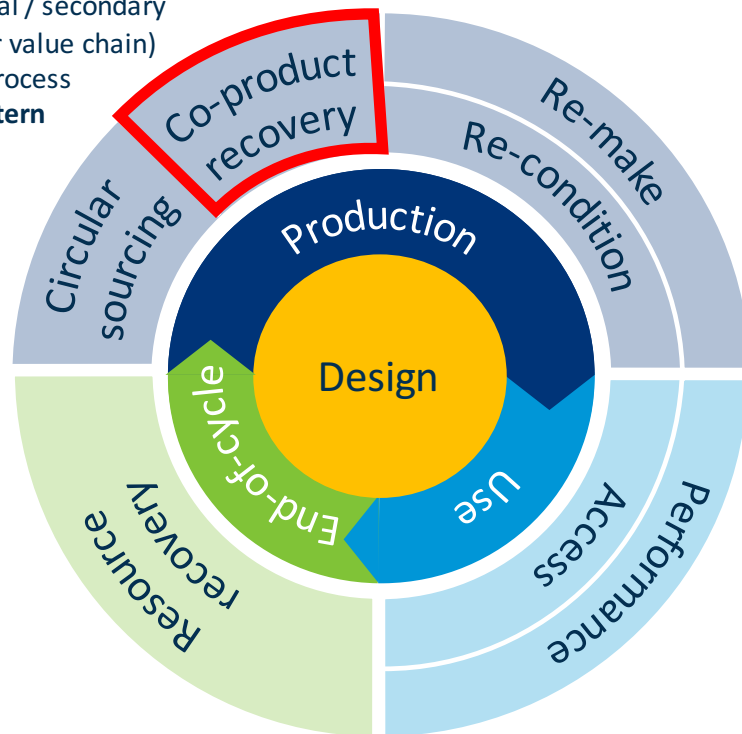 al / secondary
r value chain)
rocess
tern
Co-product
recovery
Re-make
Re-condition
Circular
sourcing
Production
Design
End-of-cycle
Use
Access
Performance
Resource
recovery